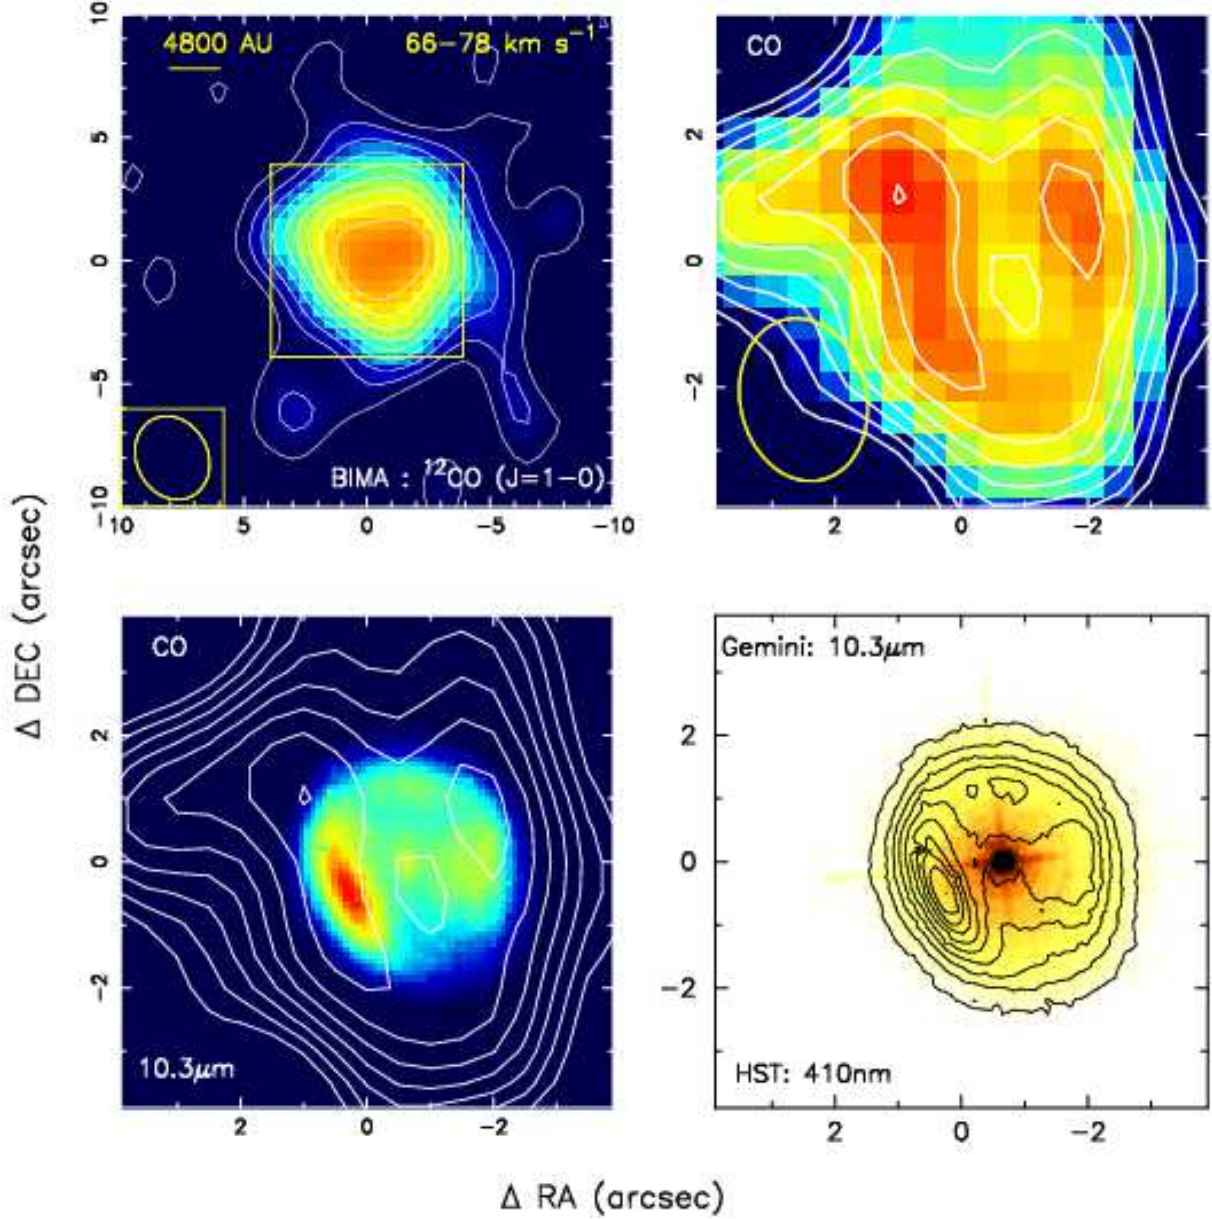 4800 AU 66-78 km s⁻¹
BIMA : ¹²CO (J=1-0)
10
5
0
-5
-10
10 5 0 -5 -10
CO
2
0
-2
2 0 -2
CO
10.3μm
2
0
-2
2 0 -2
Gemini: 10.3μm
HST: 410nm
2
0
-2
2 0 -2
Δ DEC (arcsec)
Δ RA (arcsec)